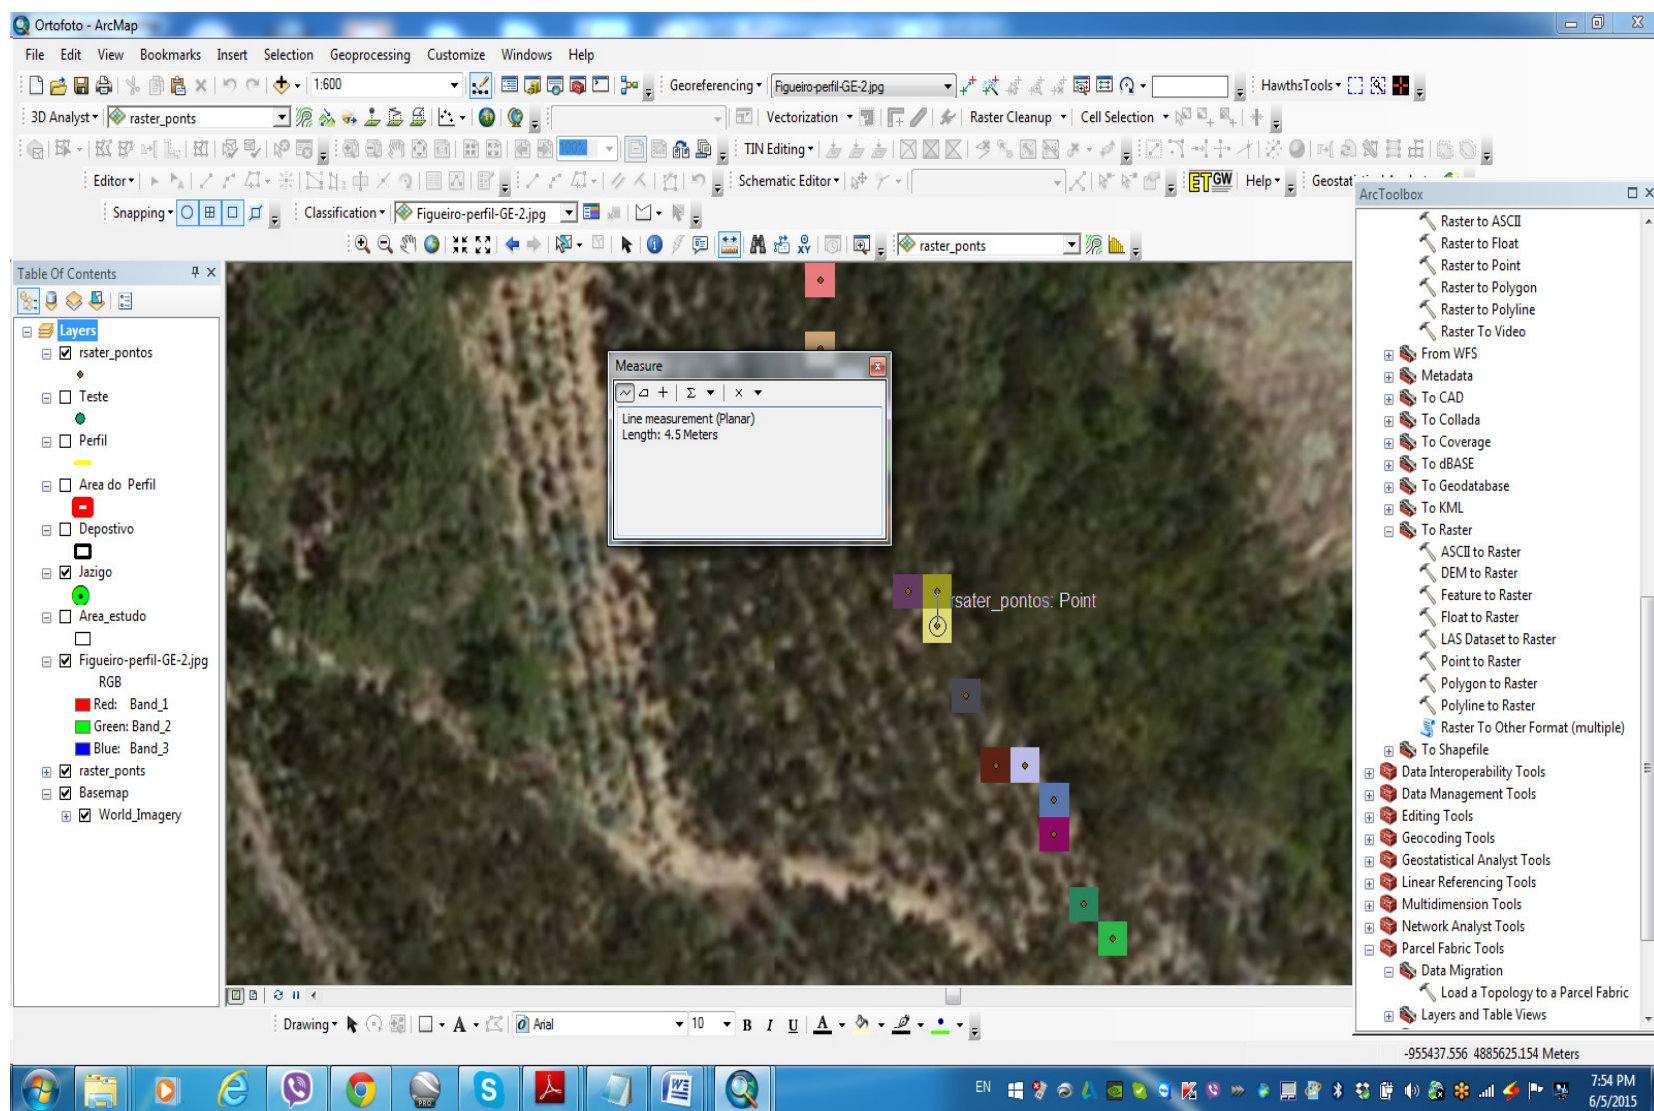 Ortofoto - ArcMap
File Edit View Bookmarks Insert Selection Geoprocessing Customize Windows Help
1:600 Georeferencing Figueiro-perfil-GE-2.jpg HawthsTools
3D Analyst raster_ponts Vectorization Raster Cleanup Cell Selection
100% TIN Editing
Editor Schematic Editor ET GW Help
Snapping Classification Figueiro-perfil-GE-2.jpg
raster_ponts
Table Of Contents
Layers
rsater_pontos
Teste
Perfil
Area do Perfil
Depostivo
Jazigo
Area_estudo
Figueiro-perfil-GE-2.jpg
RGB
Red: Band_1
Green: Band_2
Blue: Band_3
raster_ponts
Basemap
World_Imagery
Measure
Line measurement (Planar)
Length: 4.5 Meters
rsater_pontos: Point
ArcToolbox
Raster to ASCII
Raster to Float
Raster to Point
Raster to Polygon
Raster to Polyline
Raster To Video
From WFS
Metadata
To CAD
To Collada
To Coverage
To dBASE
To Geodatabase
To KML
To Raster
ASCII to Raster
DEM to Raster
Feature to Raster
Float to Raster
LAS Dataset to Raster
Point to Raster
Polygon to Raster
Polyline to Raster
Raster To Other Format (multiple)
To Shapefile
Data Interoperability Tools
Data Management Tools
Editing Tools
Geocoding Tools
Geostatistical Analyst Tools
Linear Referencing Tools
Multidimension Tools
Network Analyst Tools
Parcel Fabric Tools
Data Migration
Load a Topology to a Parcel Fabric
Layers and Table Views
Drawing A Arial 10 B I U A
-955437.556 4885625.154 Meters
PRO
EN
7:54 PM
6/5/2015